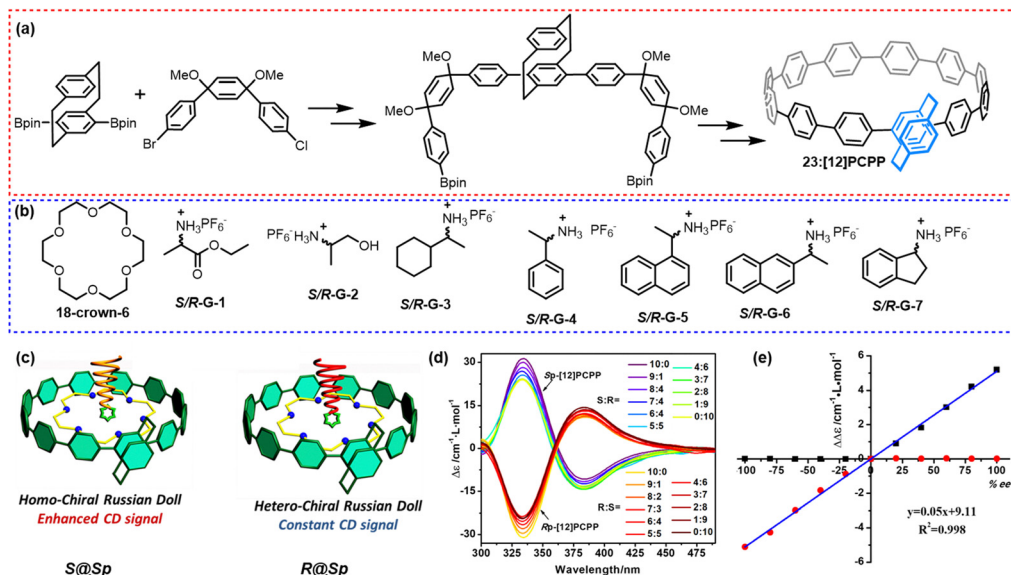 (a)
OMe
OMe
Bpin
Bpin
+
Br
Cl
OMe
OMe
MeO
OMe
Bpin
Bpin
23:[12]PCPP
(b)
18-crown-6
+
NH3PF6-
O
S/R-G-1
+
PF6-H3N
OH
S/R-G-2
+
NH3PF6-
S/R-G-3
+
NH3 PF6-
S/R-G-4
+
NH3PF6-
S/R-G-5
+
NH3PF6-
S/R-G-6
+
NH3 PF6-
S/R-G-7
(c)
Homo-Chiral Russian Doll
Enhanced CD signal
S@Sp
Hetero-Chiral Russian Doll
Constant CD signal
R@Sp
(d)
Δε /cm-1·L·mol-1
30
15
0
-15
-30
300 325 350 375 400 425 450 475
Wavelength/nm
Sp-[12]PCPP
Rp-[12]PCPP
S:R=
10:0 4:6
9:1 3:7
8:4 2:8
7:4 1:9
6:4 0:10
5:5
R:S=
10:0 4:6
9:1 3:7
8:2 2:8
7:3 1:9
6:4 0:10
5:5
(e)
ΔΔε /cm-1·L·mol-1
6
4
2
0
-2
-4
-6
-100 -75 -50 -25 0 25 50 75 100
% ee
y=0.05x+9.11
R2=0.998